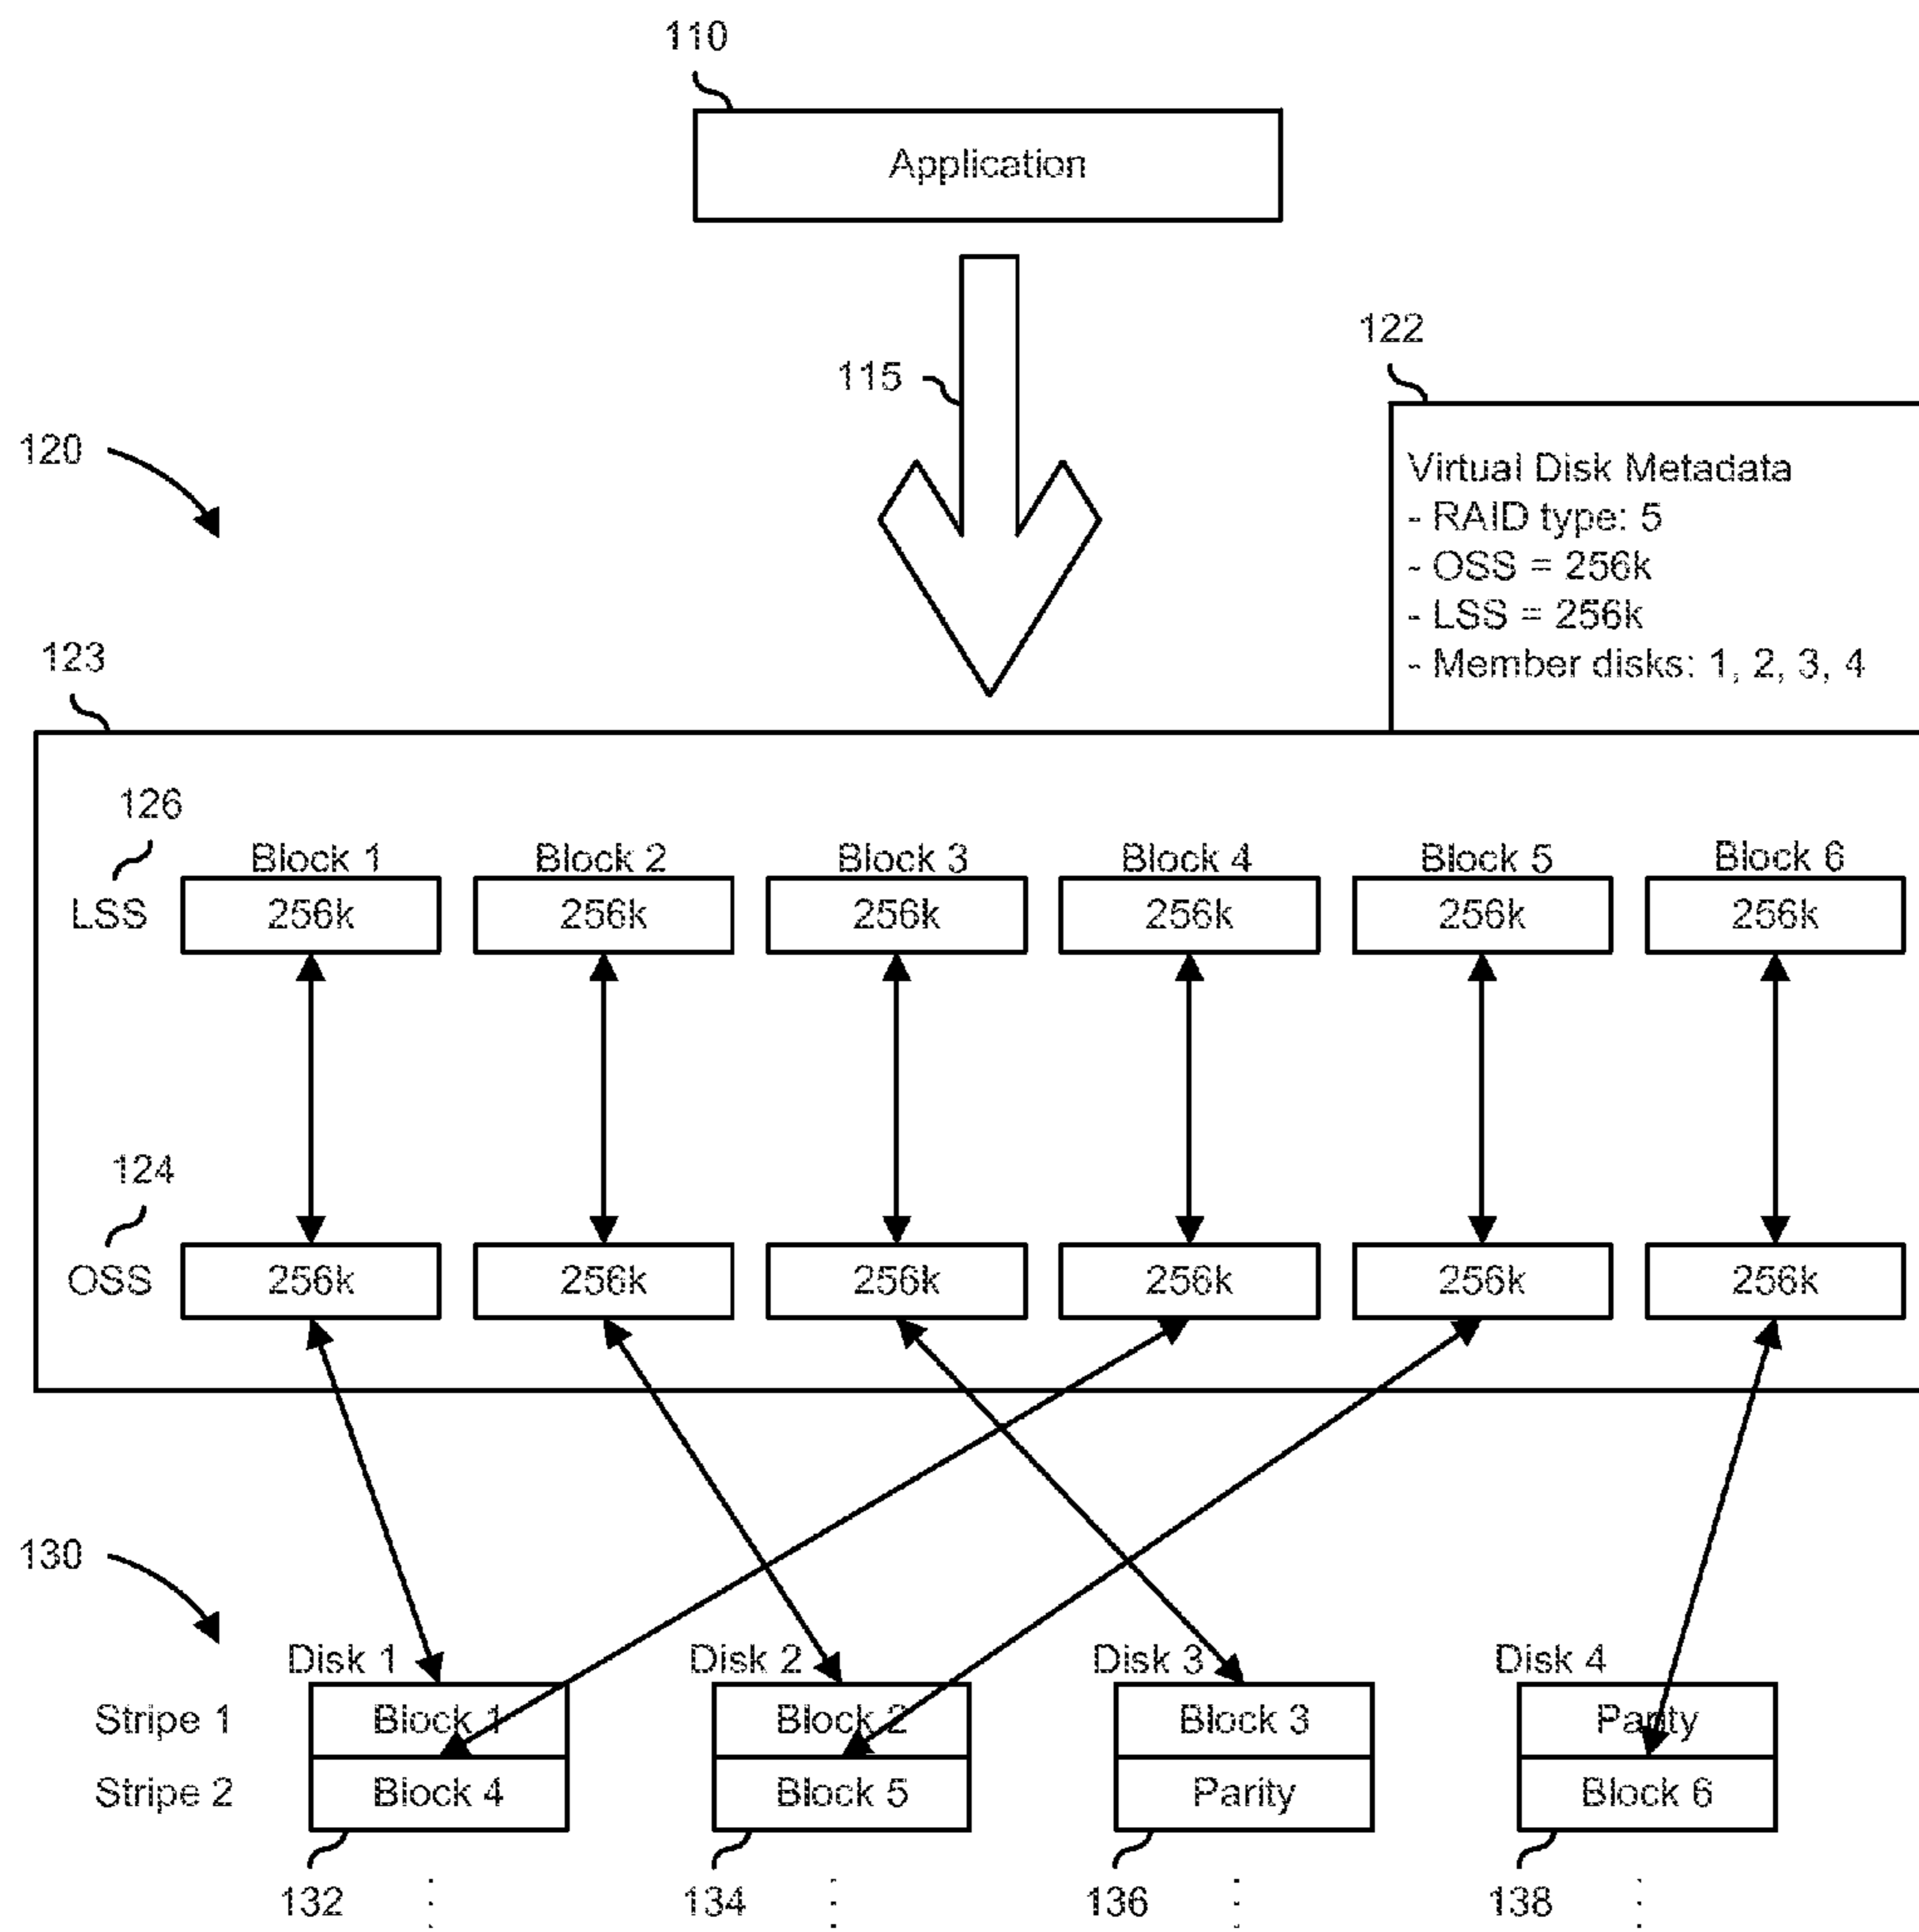 110
Application
122
115
120
Virtual Disk Metadata
- RAID type: 5
- OSS = 256k
- LSS = 256k
- Member disks: 1, 2, 3, 4
123
126
Block 1 Block 2 Block 3 Block 4 Block 5 Block 6
LSS 256k 256k 256k 256k 256k 256k
124
OSS 256k 256k 256k 256k 256k 256k
130
Disk 1 Disk 2 Disk 3 Disk 4
Stripe 1 Block 1 Block 2 Block 3 Parity
Stripe 2 Block 4 Block 5 Parity Block 6
132 134 136 138